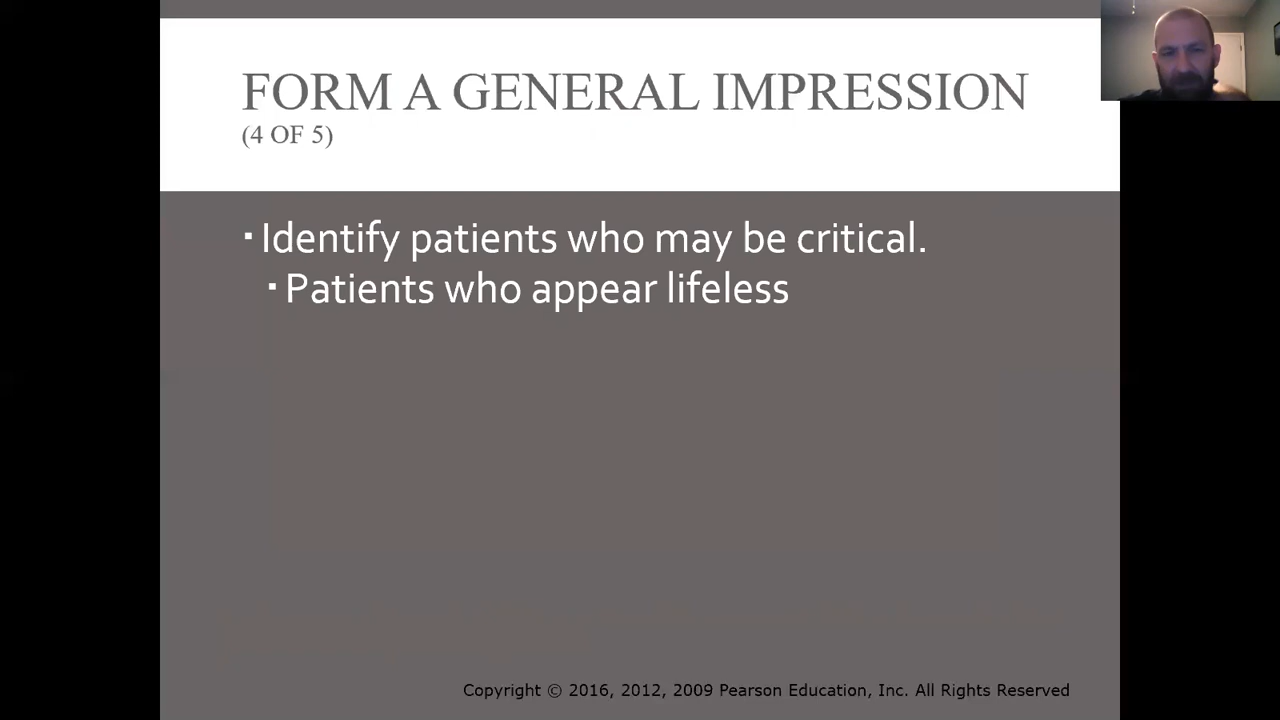 FORM A GENERAL IMPRESSION
(4 OF 5)
▪ Identify patients who may be critical.
▪ Patients who appear lifeless
Copyright © 2016, 2012, 2009 Pearson Education, Inc. All Rights Reserved